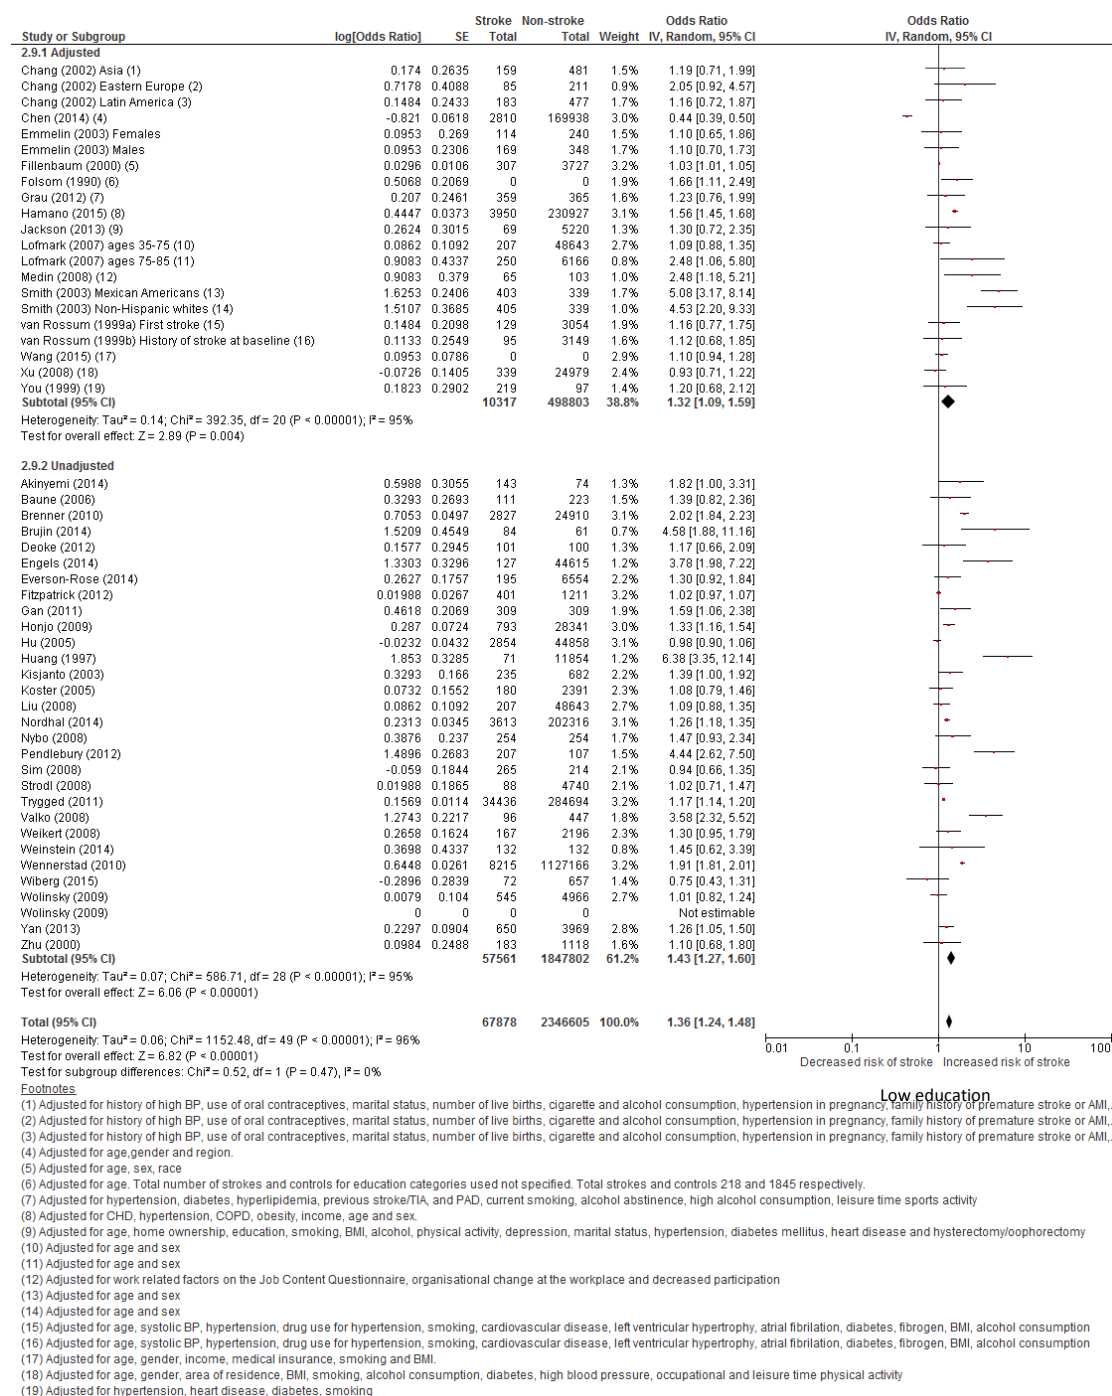 Stroke Non-stroke Odds Ratio Odds Ratio
Study or Subgroup log[Odds Ratio] SE Total Total Weight IV, Random, 95% CI IV, Random, 95% CI
2.9.1 Adjusted
Chang (2002) Asia (1) 0.174 0.2635 159 481 1.5% 1.19 [0.71, 1.99]
Chang (2002) Eastern Europe (2) 0.7178 0.4088 85 211 0.9% 2.05 [0.92, 4.57]
Chang (2002) Latin America (3) 0.1484 0.2433 183 477 1.6% 1.16 [0.72, 1.87]
Chen (2014) (4) -0.821 0.0618 2810 169938 3.0% 0.44 [0.39, 0.50]
Emmelin (2003) Females 0.0953 0.269 114 240 1.5% 1.10 [0.65, 1.86]
Emmelin (2003) Males 0.0953 0.2306 169 348 1.7% 1.10 [0.70, 1.73]
Fillenbaum (2000) (5) 0.0296 0.0106 307 3727 3.2% 1.03 [1.01, 1.05]
Folsom (1990) (6) 0.5068 0.2069 0 0 1.9% 1.66 [1.11, 2.49]
Grau (2012) (7) 0.207 0.2461 359 365 1.6% 1.23 [0.76, 1.99]
Hamano (2015) (8) 0.4447 0.0373 3950 230927 3.1% 1.56 [1.45, 1.68]
Jackson (2013) (9) 0.2624 0.3015 69 5220 1.3% 1.30 [0.72, 2.35]
Lofmark (2007) ages 35-75 (10) 0.0862 0.1092 207 48643 2.7% 1.09 [0.88, 1.35]
Lofmark (2007) ages 75-85 (11) 0.9083 0.4337 250 6166 0.8% 2.48 [1.06, 5.80]
Medin (2008) (12) 0.9083 0.379 65 103 1.0% 2.48 [1.18, 5.21]
Smith (2003) Mexican Americans (13) 1.6253 0.2406 403 339 1.7% 5.08 [3.17, 8.14]
Smith (2003) Non-Hispanic whites (14) 1.5107 0.3685 405 339 1.0% 4.53 [2.20, 9.33]
van Rossum (1999a) First stroke (15) 0.1484 0.2098 129 3054 1.9% 1.16 [0.77, 1.75]
van Rossum (1999b) History of stroke at baseline (16) 0.1133 0.2549 95 3149 1.6% 1.12 [0.68, 1.85]
Wang (2015) (17) 0.0953 0.0786 0 0 2.9% 1.10 [0.94, 1.28]
Xu (2008) (18) -0.0726 0.1405 339 24979 2.4% 0.93 [0.71, 1.22]
You (1999) (19) 0.1823 0.2902 219 97 1.4% 1.20 [0.68, 2.12]
Subtotal (95% CI) 10317 498803 38.8% 1.32 [1.09, 1.59]
Heterogeneity: Tau² = 0.14; Chi² = 392.35, df = 20 (P < 0.00001); I² = 95%
Test for overall effect: Z = 2.89 (P = 0.004)
2.9.2 Unadjusted
Akinyemi (2014) 0.5988 0.3055 143 74 1.3% 1.82 [1.00, 3.31]
Baune (2006) 0.3293 0.2693 111 223 1.5% 1.39 [0.82, 2.36]
Brenner (2010) 0.7053 0.0497 2827 24910 3.1% 2.02 [1.84, 2.23]
Brujin (2014) 1.5209 0.4549 84 61 0.7% 4.58 [1.88, 11.16]
Deoke (2012) 0.1577 0.2945 101 100 1.3% 1.17 [0.66, 2.09]
Engels (2014) 1.3303 0.3296 127 44615 1.2% 3.78 [1.98, 7.22]
Everson-Rose (2014) 0.2627 0.1757 195 6554 2.2% 1.30 [0.92, 1.84]
Fitzpatrick (2012) 0.01988 0.0267 401 1211 3.2% 1.02 [0.97, 1.07]
Gan (2011) 0.4618 0.2069 309 309 1.9% 1.59 [1.06, 2.38]
Honjo (2009) 0.287 0.0724 793 28341 3.0% 1.33 [1.16, 1.54]
Hu (2005) -0.0232 0.0432 2854 44858 3.1% 0.98 [0.90, 1.06]
Huang (1997) 1.853 0.3285 71 11854 1.2% 6.38 [3.35, 12.14]
Kisjanto (2003) 0.3293 0.166 235 682 2.2% 1.39 [1.00, 1.92]
Koster (2005) 0.0732 0.1552 180 2391 2.3% 1.08 [0.79, 1.46]
Liu (2008) 0.0862 0.1092 207 48643 2.7% 1.09 [0.88, 1.35]
Nordhal (2014) 0.2313 0.0345 3613 202316 3.1% 1.26 [1.18, 1.35]
Nybo (2008) 0.3876 0.237 254 254 1.7% 1.47 [0.93, 2.34]
Pendlebury (2012) 1.4896 0.2683 207 107 1.5% 4.44 [2.62, 7.50]
Sim (2008) -0.059 0.1844 265 214 2.1% 0.94 [0.66, 1.35]
Strodl (2008) 0.01988 0.1865 88 4740 2.1% 1.02 [0.71, 1.47]
Trygged (2011) 0.1569 0.0114 34436 284694 3.2% 1.17 [1.14, 1.20]
Valko (2008) 1.2743 0.2217 96 447 1.8% 3.58 [2.32, 5.52]
Weikert (2008) 0.2658 0.1624 167 2196 2.3% 1.30 [0.95, 1.79]
Weinstein (2014) 0.3698 0.4337 132 132 0.8% 1.45 [0.62, 3.39]
Wennerstad (2010) 0.6448 0.0261 8215 1127166 3.2% 1.91 [1.81, 2.01]
Wiberg (2015) -0.2896 0.2839 72 657 1.4% 0.75 [0.43, 1.31]
Wolinsky (2009) 0.0079 0.104 545 4966 2.7% 1.01 [0.82, 1.24]
Wolinsky (2009) 0 0 0 0 Not estimable
Yan (2013) 0.2297 0.0904 650 3969 2.8% 1.26 [1.05, 1.50]
Zhu (2000) 0.0984 0.2488 183 1118 1.6% 1.10 [0.68, 1.80]
Subtotal (95% CI) 57561 1847802 61.2% 1.43 [1.27, 1.60]
Heterogeneity: Tau² = 0.07; Chi² = 586.71, df = 28 (P < 0.00001); I² = 95%
Test for overall effect: Z = 6.06 (P < 0.00001)
Total (95% CI) 67878 2346605 100.0% 1.36 [1.24, 1.48]
Heterogeneity: Tau² = 0.06; Chi² = 1152.48, df = 49 (P < 0.00001); I² = 96%
Test for overall effect: Z = 6.82 (P < 0.00001)
Test for subgroup differences: Chi² = 0.52, df = 1 (P = 0.47), I² = 0%
0.01 0.1 1 10 100
Decreased risk of stroke Increased risk of stroke
Low education
Footnotes
(1) Adjusted for history of high BP, use of oral contraceptives, marital status, number of live births, cigarette and alcohol consumption, hypertension in pregnancy, family history of premature stroke or AMI,..
(2) Adjusted for history of high BP, use of oral contraceptives, marital status, number of live births, cigarette and alcohol consumption, hypertension in pregnancy, family history of premature stroke or AMI,..
(3) Adjusted for history of high BP, use of oral contraceptives, marital status, number of live births, cigarette and alcohol consumption, hypertension in pregnancy, family history of premature stroke or AMI,..
(4) Adjusted for age,gender and region.
(5) Adjusted for age, sex, race
(6) Adjusted for age. Total number of strokes and controls for education categories used not specified. Total strokes and controls 218 and 1845 respectively.
(7) Adjusted for hypertension, diabetes, hyperlipidemia, previous stroke/TIA, and PAD, current smoking, alcohol abstinence, high alcohol consumption, leisure time sports activity
(8) Adjusted for CHD, hypertension, COPD, obesity, income, age and sex.
(9) Adjusted for age, home ownership, education, smoking, BMI, alcohol, physical activity, depression, marital status, hypertension, diabetes mellitus, heart disease and hysterectomy/oophorectomy
(10) Adjusted for age and sex
(11) Adjusted for age and sex
(12) Adjusted for work related factors on the Job Content Questionnaire, organisational change at the workplace and decreased participation
(13) Adjusted for age and sex
(14) Adjusted for age and sex
(15) Adjusted for age, systolic BP, hypertension, drug use for hypertension, smoking, cardiovascular disease, left ventricular hypertrophy, atrial fibrilation, diabetes, fibrogen, BMI, alcohol consumption
(16) Adjusted for age, systolic BP, hypertension, drug use for hypertension, smoking, cardiovascular disease, left ventricular hypertrophy, atrial fibrilation, diabetes, fibrogen, BMI, alcohol consumption
(17) Adjusted for age, gender, income, medical insurance, smoking and BMI.
(18) Adjusted for age, gender, area of residence, BMI, smoking, alcohol consumption, diabetes, high blood pressure, occupational and leisure time physical activity
(19) Adjusted for hypertension, heart disease, diabetes, smoking